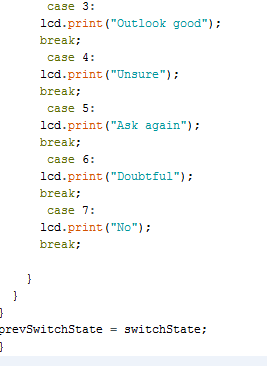 case 3:
lcd.print("Outlook good");
break;
case 4:
lcd.print("Unsure");
break;
case 5:
lcd.print("Ask again");
break;
case 6:
lcd.print("Doubtful");
break;
case 7:
lcd.print("No");
break;
}
}
}
prevSwitchState = switchState;
}